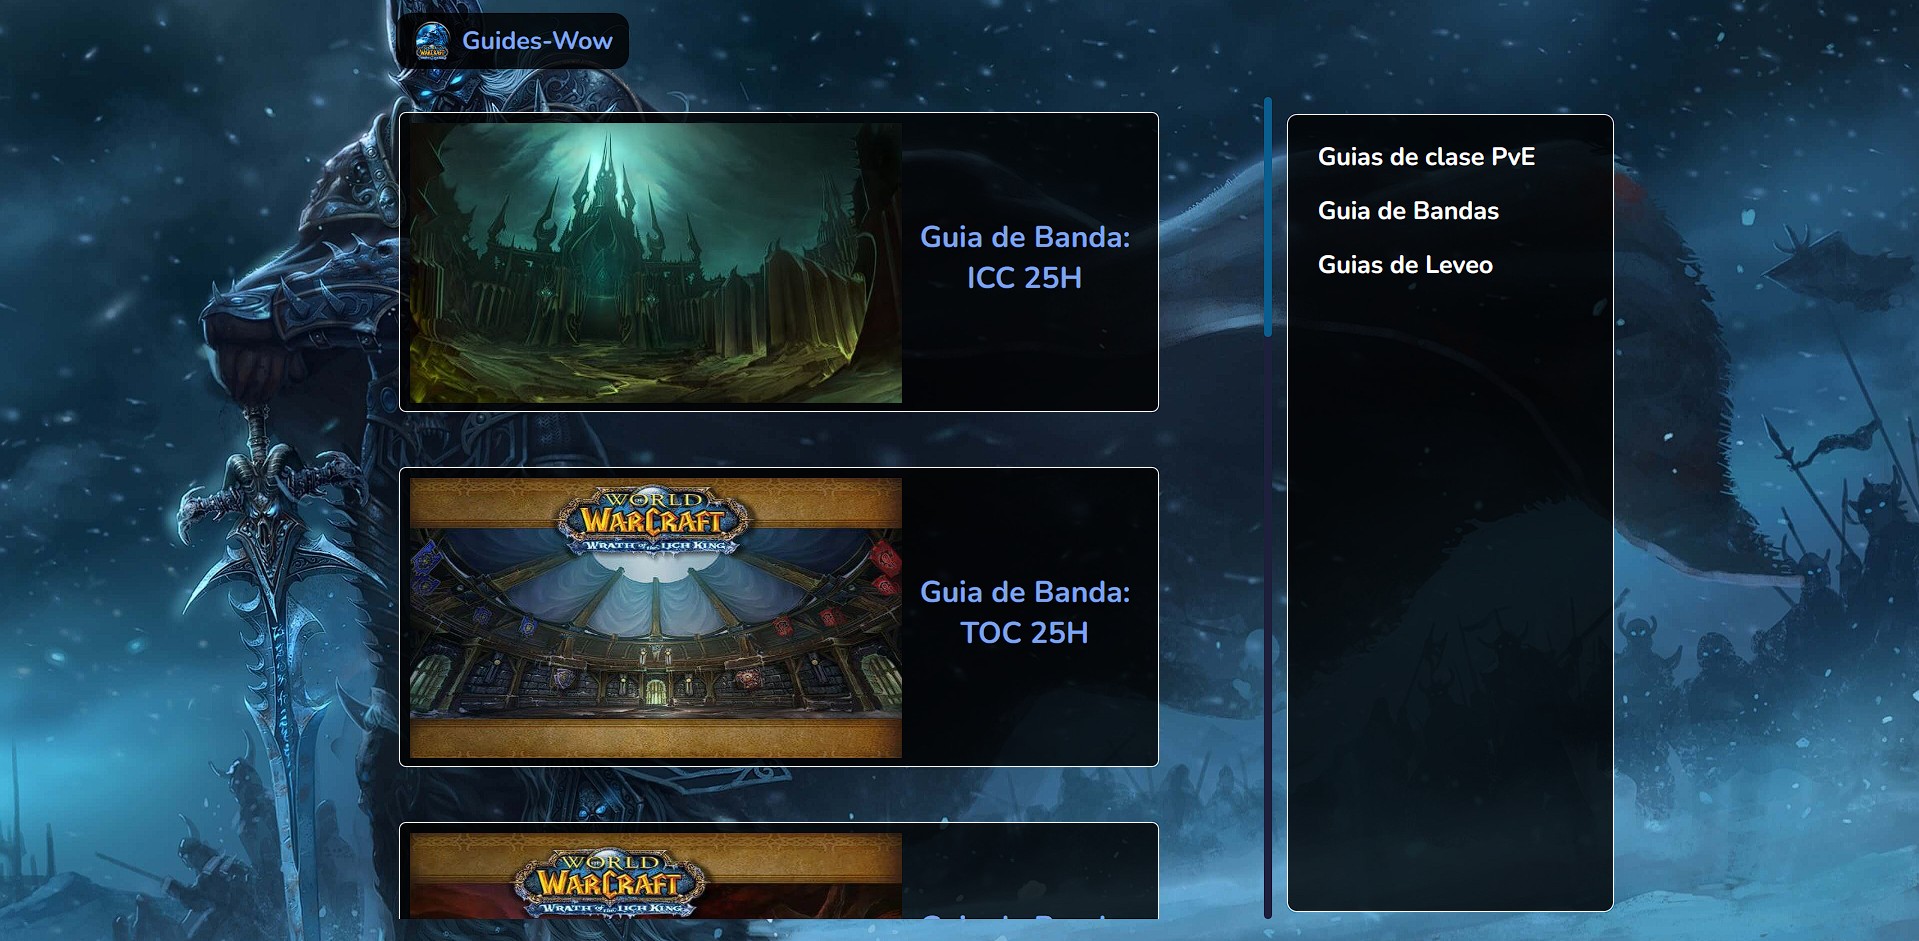 Guides-Wow
Guia de Banda:
ICC 25H
WORLD
WARCRAFT
WRATH of the LICH KING
Guia de Banda:
TOC 25H
WORLD
WARCRAFT
WRATH of the LICH KING
Guias de clase PvE
Guia de Bandas
Guias de Leveo